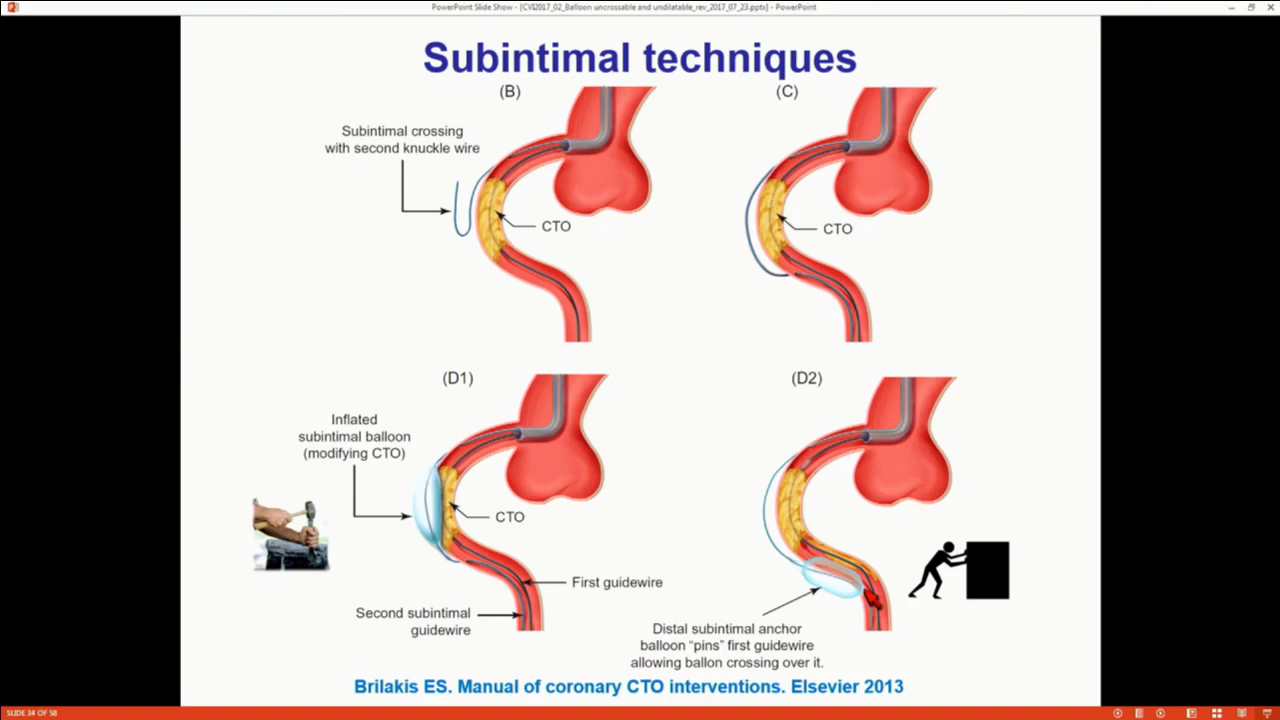 PowerPoint Slide Show - [CVI2017_02_Balloon uncrossable and undilatable_rev_2017_07_23.pptx] - PowerPoint
Subintimal techniques
(B)
(C)
Subintimal crossing
with second knuckle wire
CTO
CTO
(D1)
(D2)
Inflated
subintimal balloon
(modifying CTO)
CTO
First guidewire
Second subintimal
guidewire
Distal subintimal anchor
balloon “pins” first guidewire
allowing ballon crossing over it.
Brilakis ES. Manual of coronary CTO interventions. Elsevier 2013
SLIDE 34 OF 58